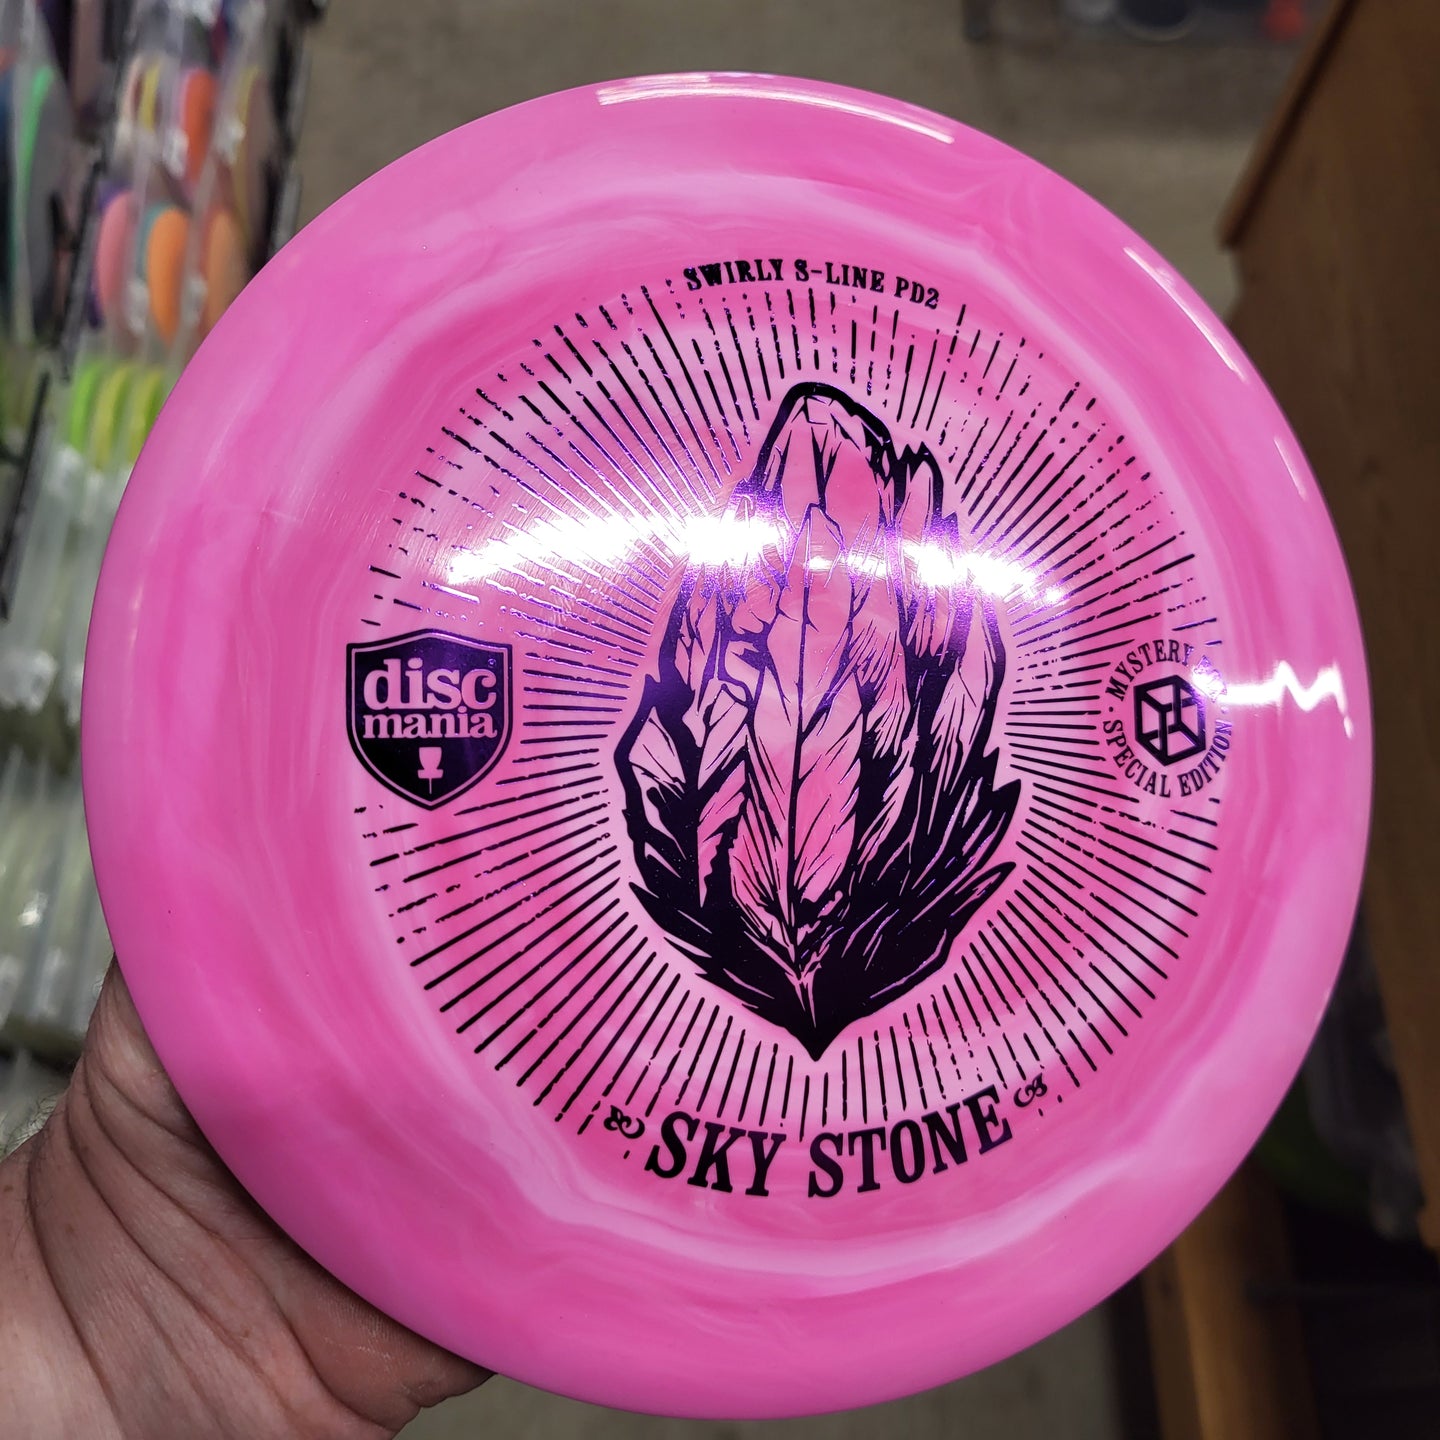 SWIRLY S-LINE PD2
disc
mania
MYSTERY
SPECIAL EDITION
SKY STONE